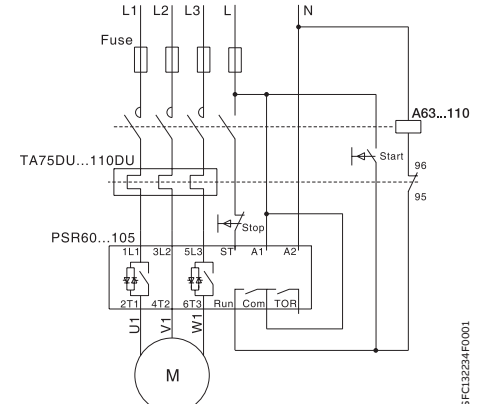 L1 L2 L3 L N
Fuse
A63...110
Start
96
TA75DU...110DU
95
Stop
PSR60...105
1L1 3L2 5L3 ST A1 A2
2T1 4T2 6T3 Run Com TOR
U1 V1 W1
M
SFC132234F0001